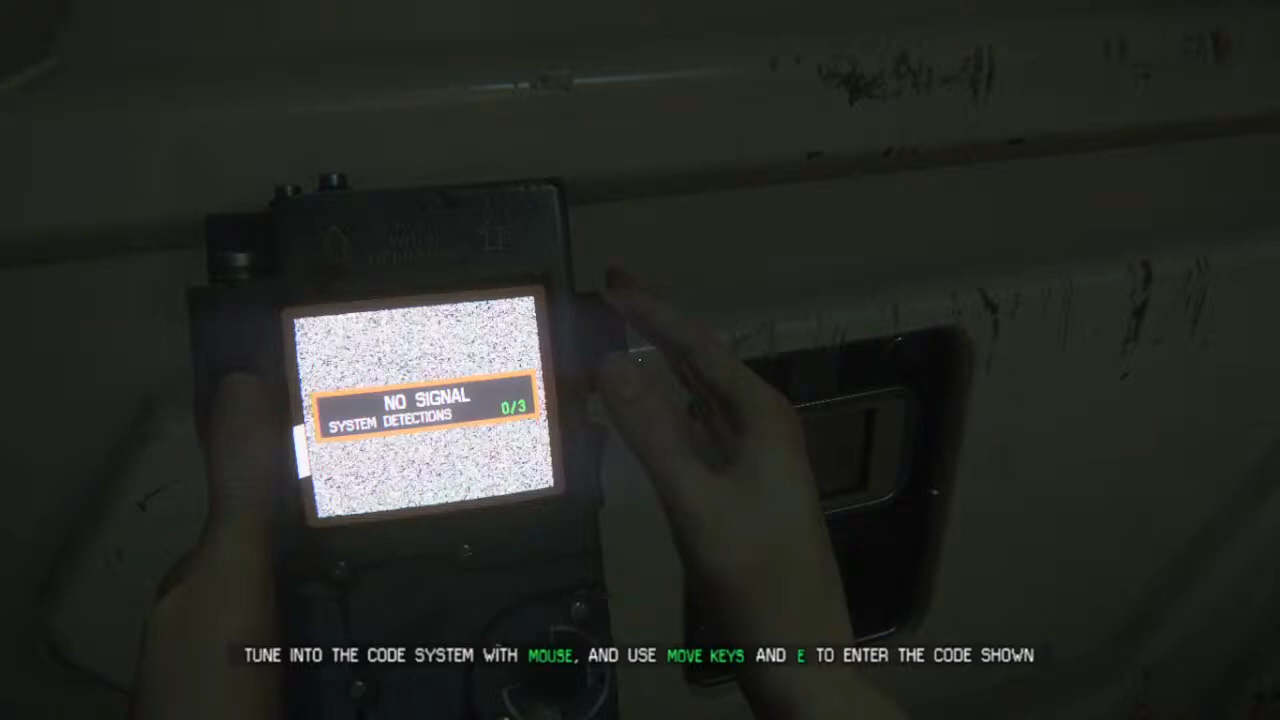 NO SIGNAL
SYSTEM DETECTIONS 0/3
TUNE INTO THE CODE SYSTEM WITH MOUSE, AND USE MOVE KEYS AND E TO ENTER THE CODE SHOWN